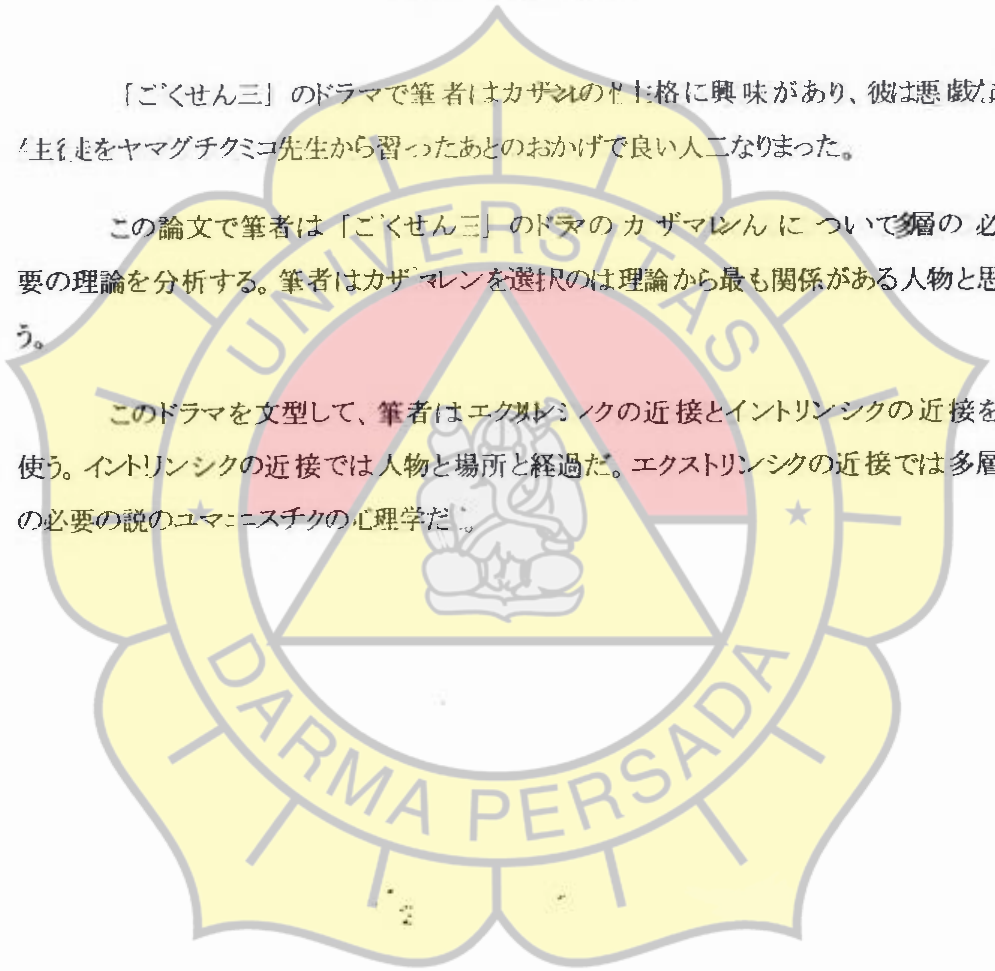 「ごくせん三」のドラマで筆者はカザマレンの性格に興味があり、彼は悪戯な
生徒をヤマグチクミコ先生から習ったあとのおかげで良い人二なりまった。
この論文で筆者は「ごくせん三」のドラマのカザマレンんについて多層の必
要の理論を分析する。筆者はカザマレンを選択のは理論から最も関係がある人物と思
う。
このドラマを文型して、筆者はエクストレンシクの近接とイントリンシクの近接を
使う。イントリンシクの近接では人物と場所と経過だ。エクストリンシクの近接では多層
の必要の説のユマニスチクの心理学だ。
UNIVERSITAS
DARMA PERSADA